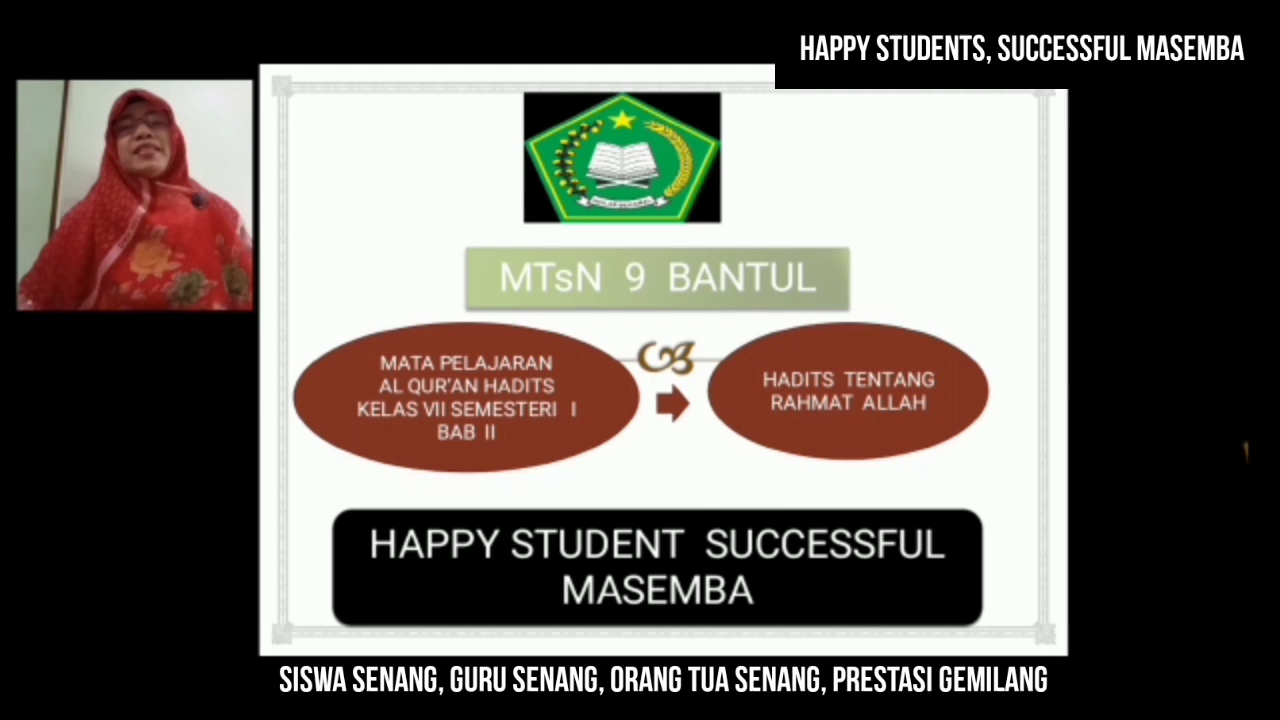 HAPPY STUDENTS, SUCCESSFUL MASEMBA
MTsN 9 BANTUL
MATA PELAJARAN
AL QUR'AN HADITS
KELAS VII SEMESTERI I
BAB II
HADITS TENTANG
RAHMAT ALLAH
HAPPY STUDENT SUCCESSFUL
MASEMBA
SISWA SENANG, GURU SENANG, ORANG TUA SENANG, PRESTASI GEMILANG